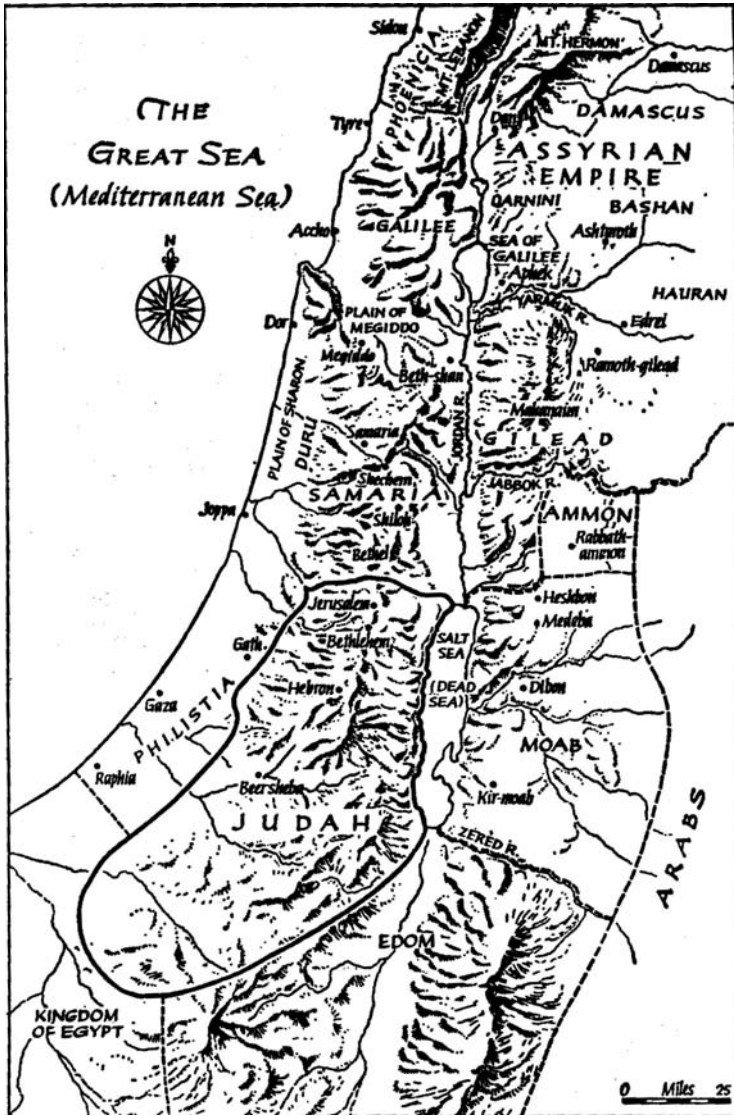 Sidon
PHOENICIA
MT. LEBANON
MT. HERMON
Damascus
DAMASCUS
THE
GREAT SEA
(Mediterranean Sea)
Tyre
Dan
ASSYRIAN
EMPIRE
QARNINI
BASHAN
N
Accho
GALILEE
SEA OF
GALILEE
Ashtaroth
Aphek
HAURAN
YARMUK R.
Dor
PLAIN OF
MEGIDDO
Edrei
Megiddo
Beth-shan
Ramoth-gilead
PLAIN OF SHARON
DURU
JORDAN R.
Mahanaim
Samaria
GILEAD
Shechem
SAMARIA
JABBOK R.
Joppa
Shiloh
AMMON
Bethel
Rabbath-
ammon
Jerusalem
Heshbon
Medeba
Bethlehem
SALT
SEA
(DEAD
SEA)
Gath
Hebron
Dibon
Gaza
PHILISTIA
MOAB
Raphia
Beersheba
Kir-moab
JUDAH
ZERED R.
ARABS
EDOM
KINGDOM
OF EGYPT
0 Miles 25